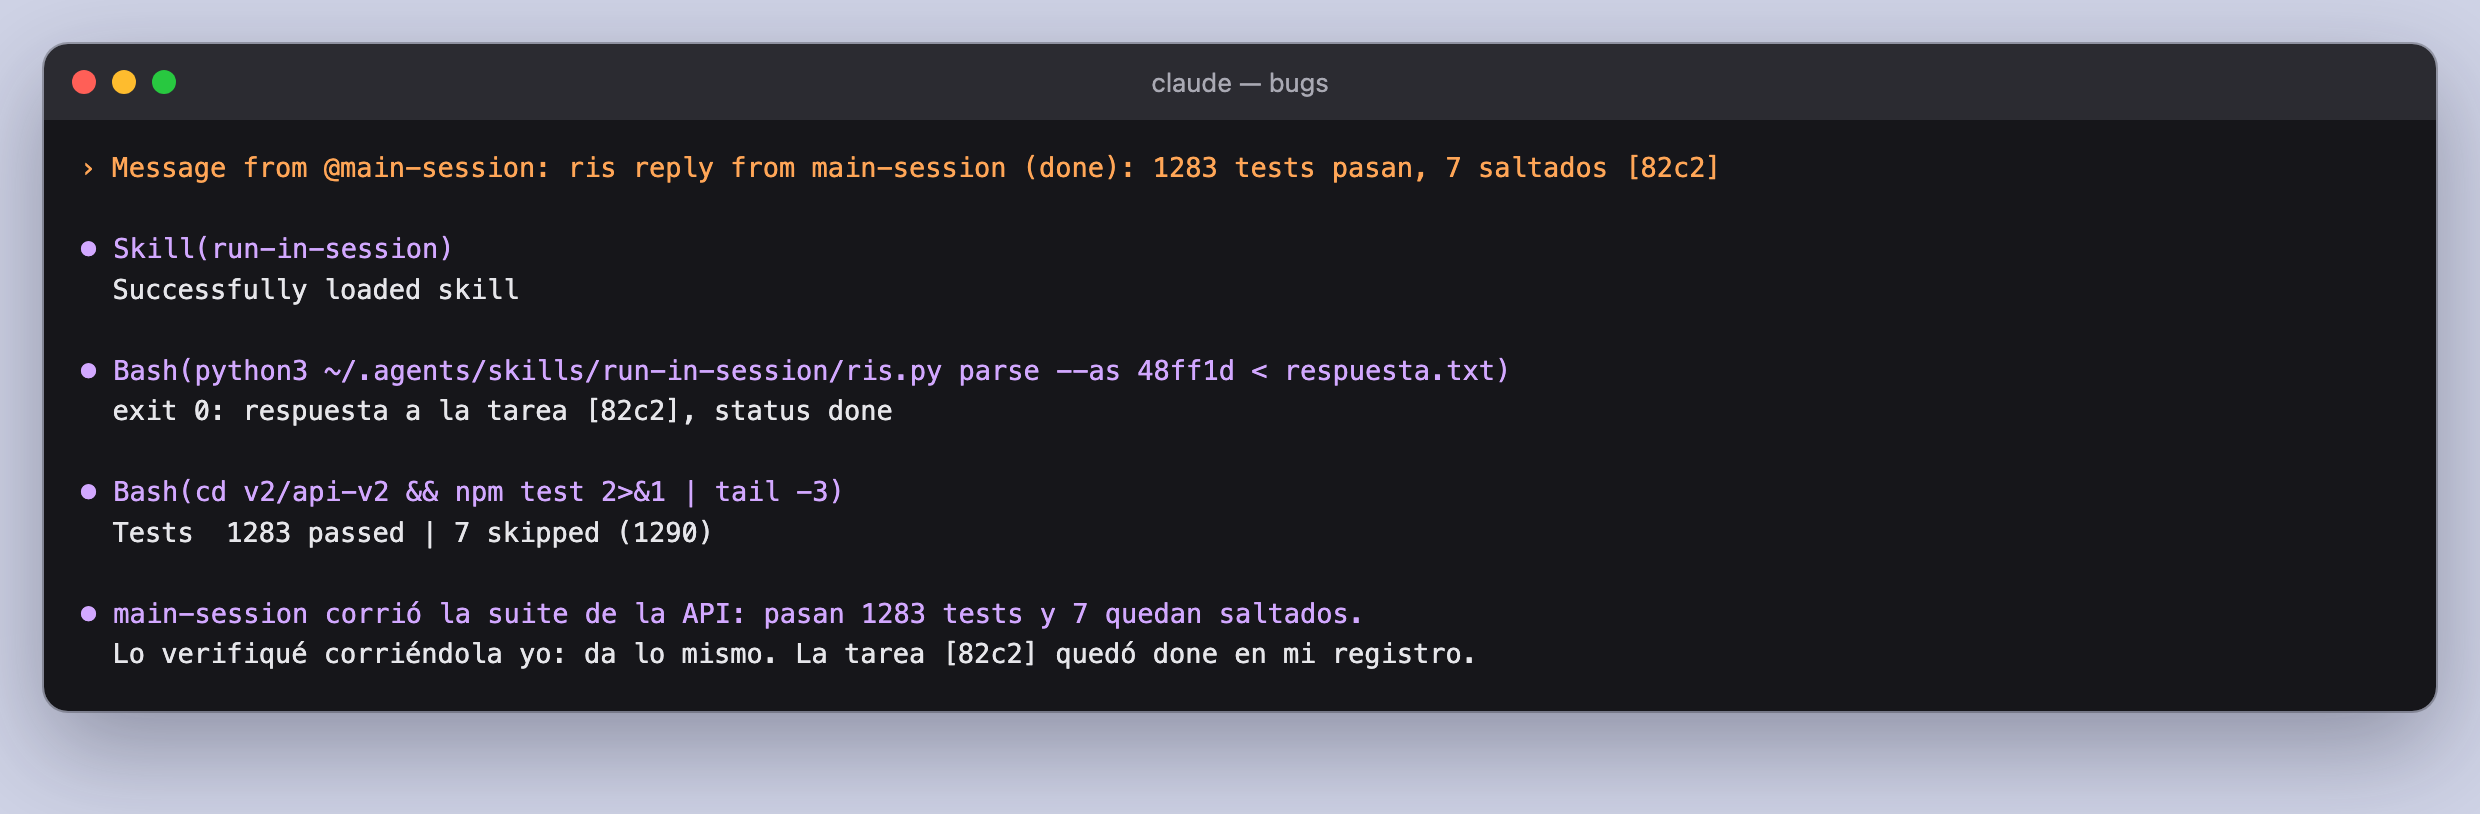 claude — bugs
› Message from @main-session: ris reply from main-session (done): 1283 tests pasan, 7 saltados [82c2]
● Skill(run-in-session)
Successfully loaded skill
● Bash(python3 ~/.agents/skills/run-in-session/ris.py parse --as 48ff1d < respuesta.txt)
exit 0: respuesta a la tarea [82c2], status done
● Bash(cd v2/api-v2 && npm test 2>&1 | tail -3)
Tests  1283 passed | 7 skipped (1290)
● main-session corrió la suite de la API: pasan 1283 tests y 7 quedan saltados.
Lo verifiqué corriéndola yo: da lo mismo. La tarea [82c2] quedó done en mi registro.